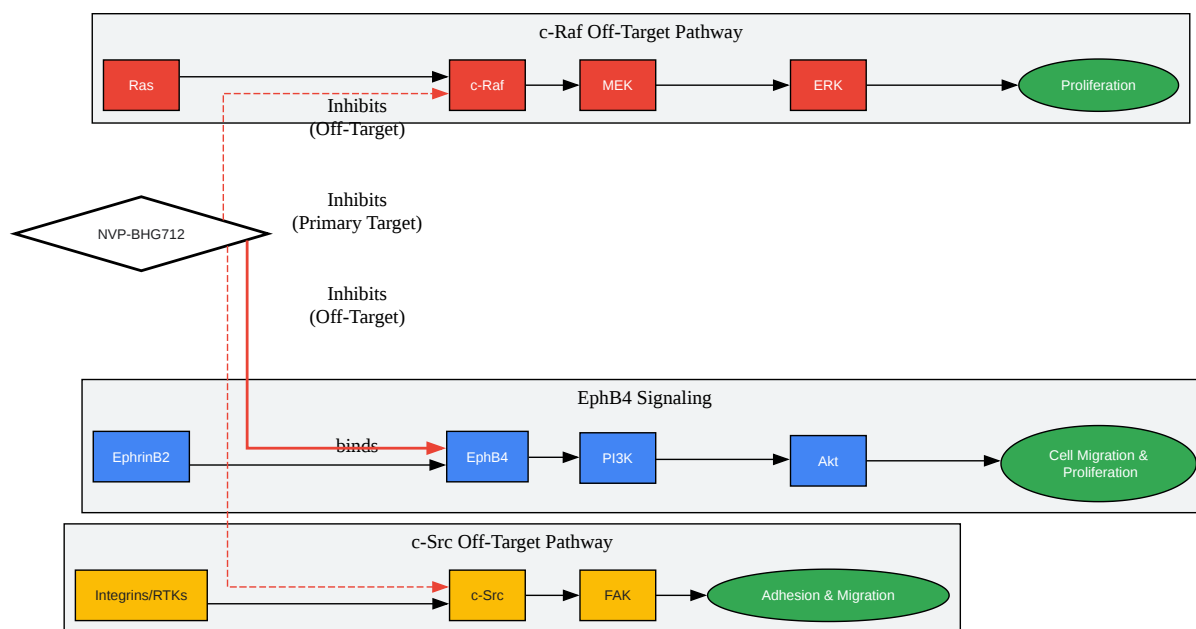 c-Raf Off-Target Pathway
Ras
c-Raf
MEK
ERK
Proliferation
Inhibits
(Off-Target)
Inhibits
(Primary Target)
NVP-BHG712
Inhibits
(Off-Target)
EphB4 Signaling
binds
EphrinB2
EphB4
PI3K
Akt
Cell Migration &
Proliferation
c-Src Off-Target Pathway
Integrins/RTKs
c-Src
FAK
Adhesion & Migration